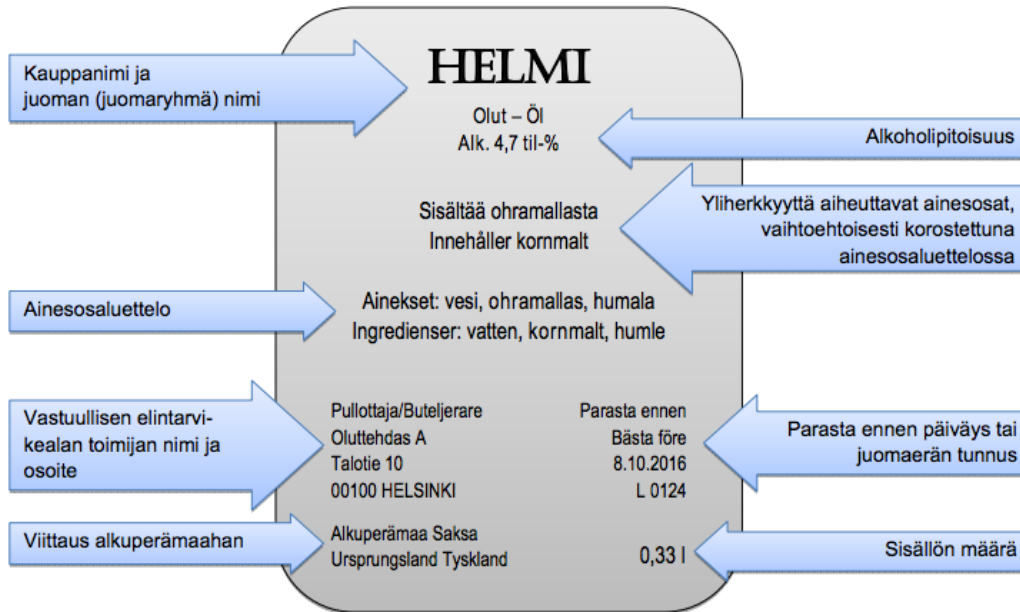 Kauppanimi ja
juoman (juomaryhmä) nimi
HELMI
Olut – Öl
Alk. 4,7 til-%
Alkoholipitoisuus
Sisältää ohramallasta
Innehåller kornmalt
Yliherkkyyttä aiheuttavat ainesosat,
vaihtoehtoisesti korostettuna
ainesosaluettelossa
Ainesosaluettelo
Ainekset: vesi, ohramallas, humala
Ingredienser: vatten, kornmalt, humle
Vastuullisen elintarvi-
kealan toimijan nimi ja
osoite
Pullottaja/Buteljerare
Oluttehdas A
Talotie 10
00100 HELSINKI
Parasta ennen
Bästa före
8.10.2016
L 0124
Parasta ennen päiväys tai
juomaerän tunnus
Viittaus alkuperämaahan
Alkuperämaa Saksa
Ursprungsland Tyskland
0,33 l
Sisällön määrä